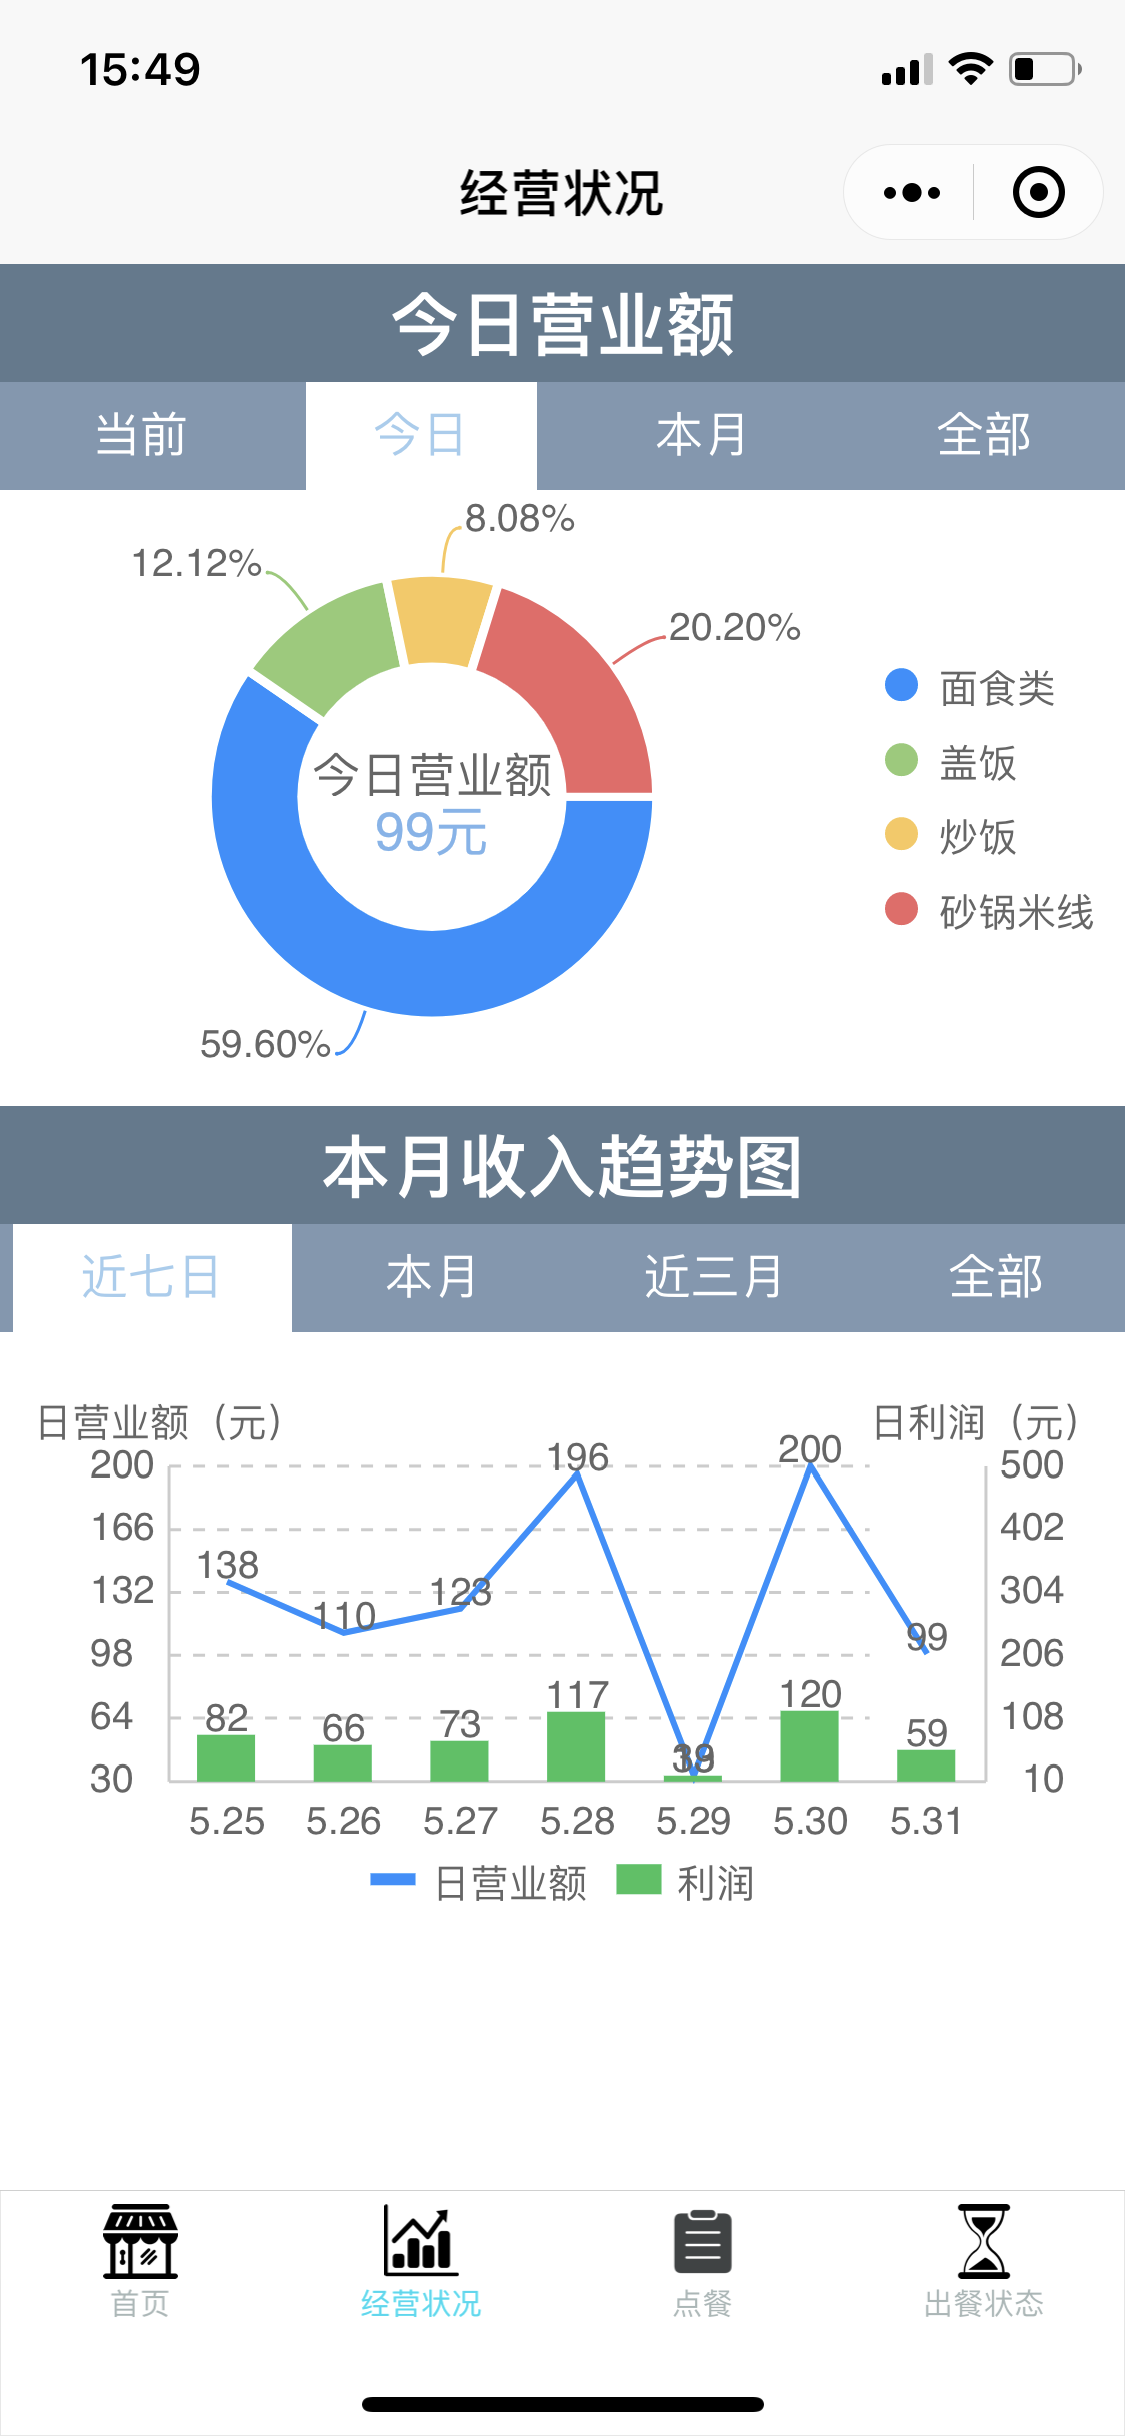 15:49
经营状况
今日营业额
当前 今日 本月 全部
8.08%
12.12%
20.20%
面食类
盖饭
今日营业额
99元
炒饭
砂锅米线
59.60%
本月收入趋势图
近七日 本月 近三月 全部
日营业额（元） 日利润（元）
200 196 200 500
166 402
138
132 110 123 304
98 99 206
64 82 66 73 117 120 59 108
30 10
5.25 5.26 5.27 5.28 5.29 5.30 5.31
日营业额 利润
首页 经营状况 点餐 出餐状态